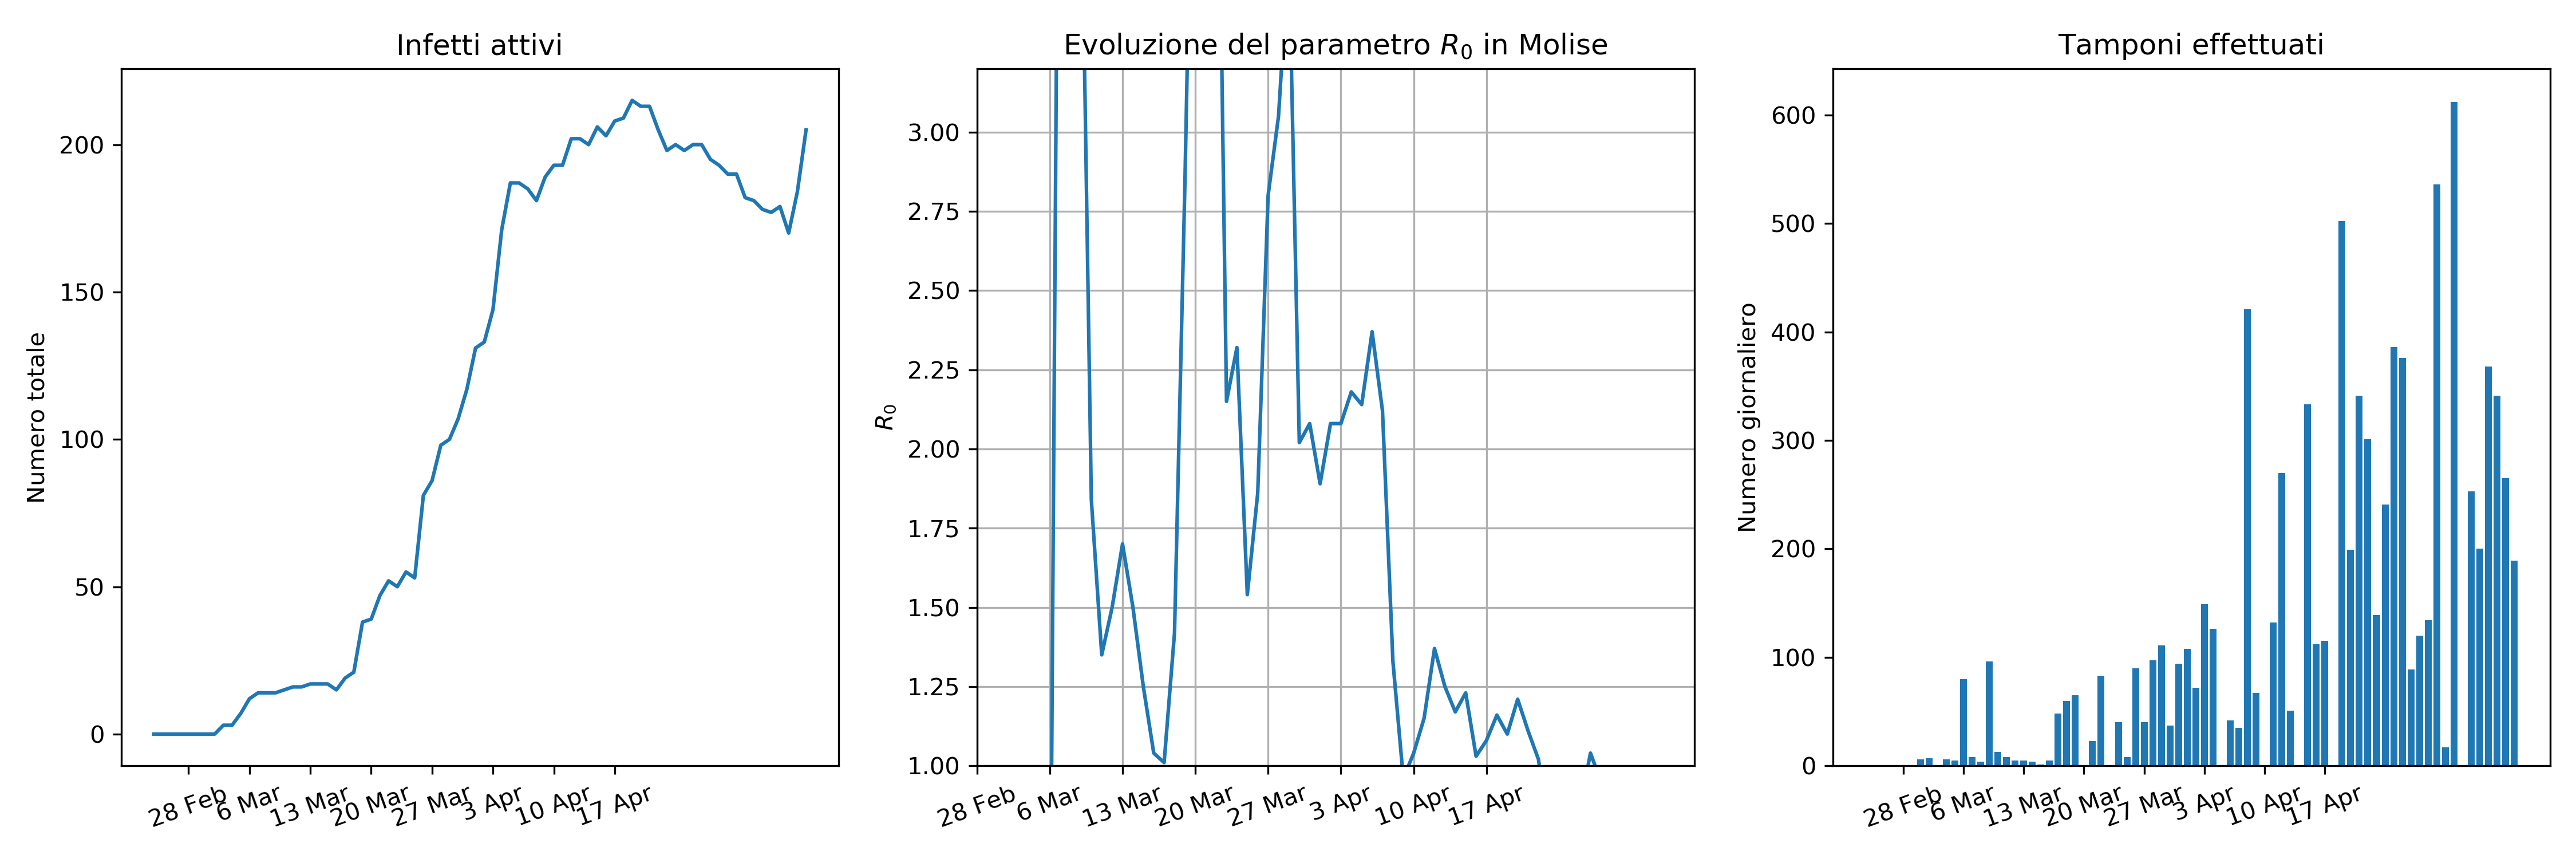 Infetti attivi
Numero totale
200
150
100
50
0
28 Feb
6 Mar
13 Mar
20 Mar
27 Mar
3 Apr
10 Apr
17 Apr
Evoluzione del parametro R₀ in Molise
R₀
3.00
2.75
2.50
2.25
2.00
1.75
1.50
1.25
1.00
28 Feb
6 Mar
13 Mar
20 Mar
27 Mar
3 Apr
10 Apr
17 Apr
Tamponi effettuati
Numero giornaliero
600
500
400
300
200
100
0
28 Feb
6 Mar
13 Mar
20 Mar
27 Mar
3 Apr
10 Apr
17 Apr